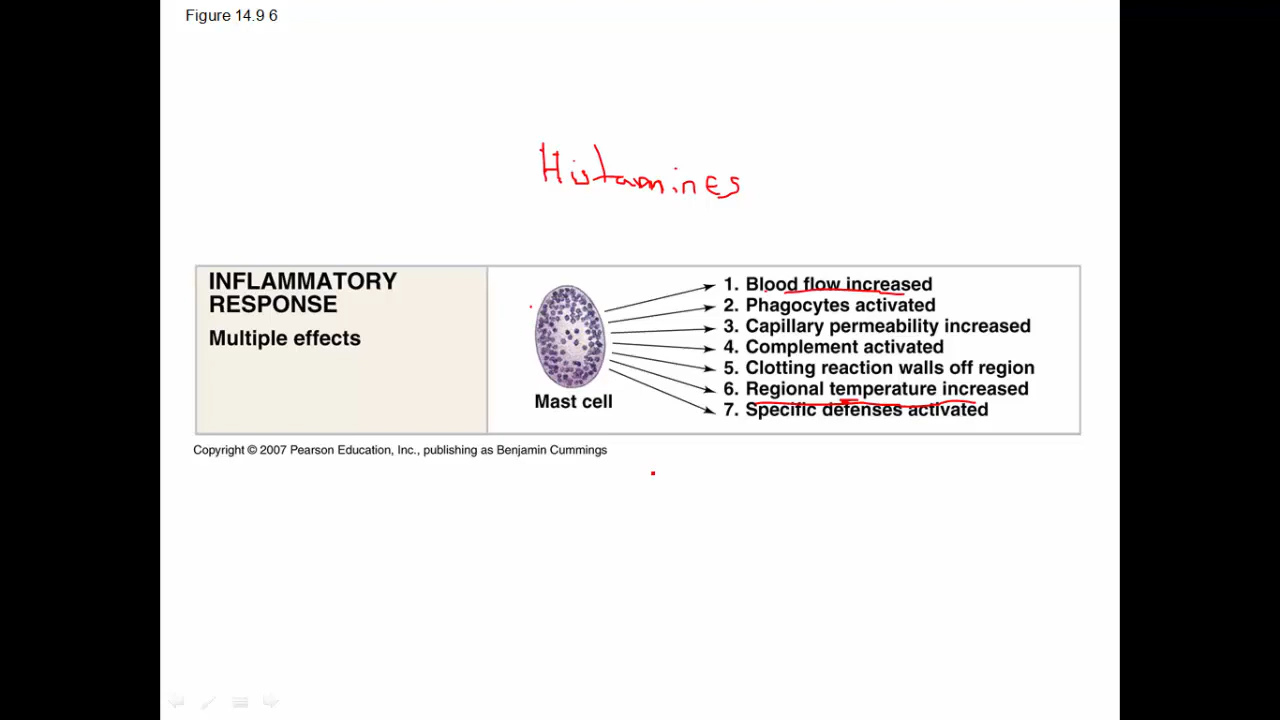 Figure 14.9 6
Histamines
INFLAMMATORY
RESPONSE
Multiple effects
Mast cell
1. Blood flow increased
2. Phagocytes activated
3. Capillary permeability increased
4. Complement activated
5. Clotting reaction walls off region
6. Regional temperature increased
7. Specific defenses activated
Copyright © 2007 Pearson Education, Inc., publishing as Benjamin Cummings